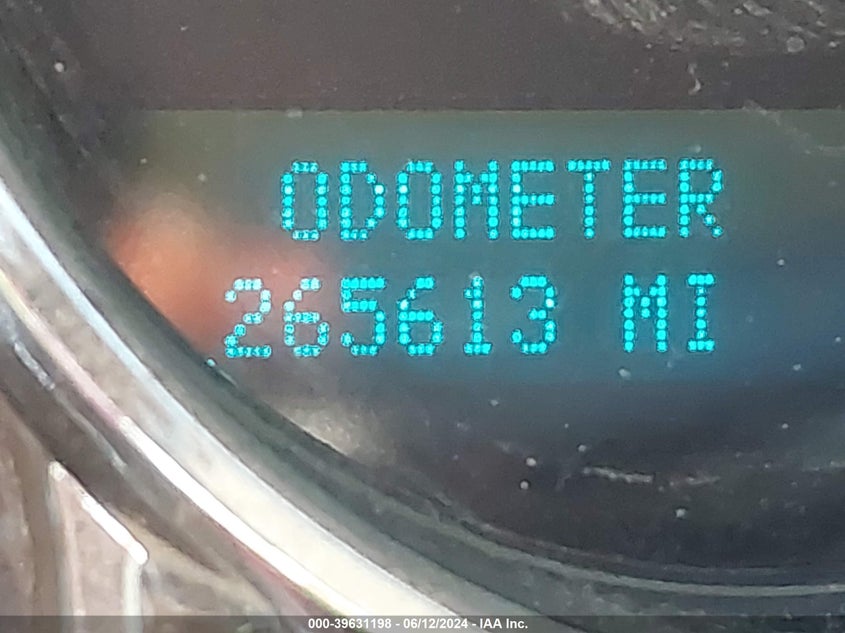 ODOMETER
265613 MI
000-39631198 - 06/12/2024 - IAA Inc.